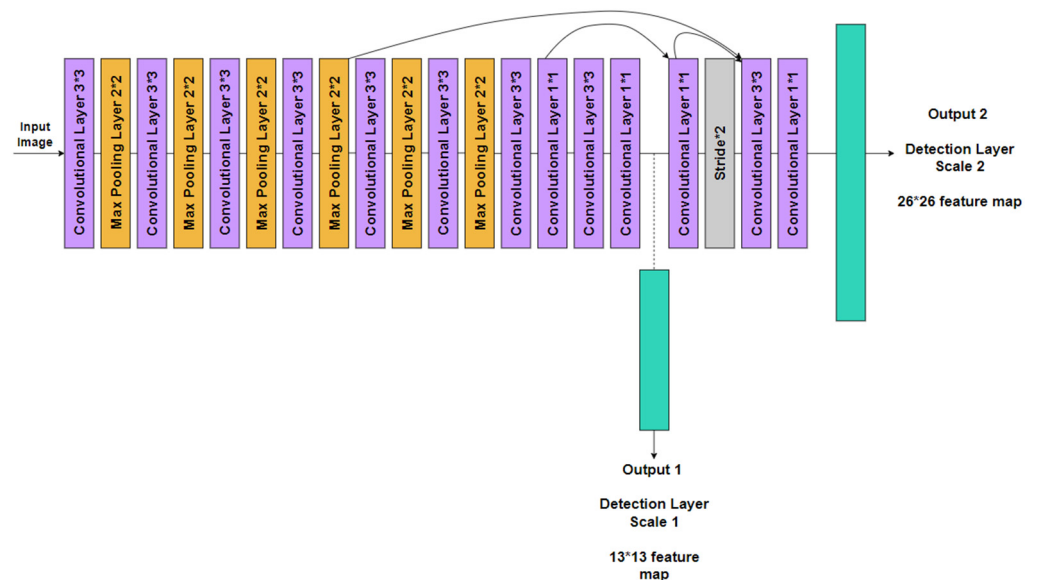 Input
Image
Convolutional Layer 3*3
Max Pooling Layer 2*2
Convolutional Layer 3*3
Max Pooling Layer 2*2
Convolutional Layer 3*3
Max Pooling Layer 2*2
Convolutional Layer 3*3
Max Pooling Layer 2*2
Convolutional Layer 3*3
Max Pooling Layer 2*2
Convolutional Layer 3*3
Max Pooling Layer 2*2
Convolutional Layer 3*3
Convolutional Layer 1*1
Convolutional Layer 3*3
Convolutional Layer 1*1
Convolutional Layer 1*1
Stride*2
Convolutional Layer 3*3
Convolutional Layer 1*1
Output 2
Detection Layer
Scale 2
26*26 feature map
Output 1
Detection Layer
Scale 1
13*13 feature
map